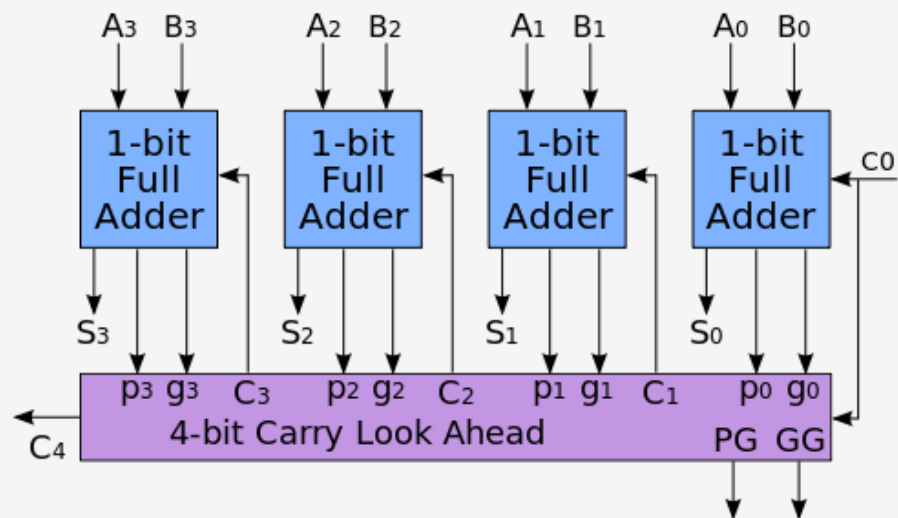 A3 B3 A2 B2 A1 B1 A0 B0
1-bit Full Adder
1-bit Full Adder
1-bit Full Adder
1-bit Full Adder
C0
S3 S2 S1 S0
p3 g3 C3 p2 g2 C2 p1 g1 C1 p0 g0
4-bit Carry Look Ahead
PG GG
C4